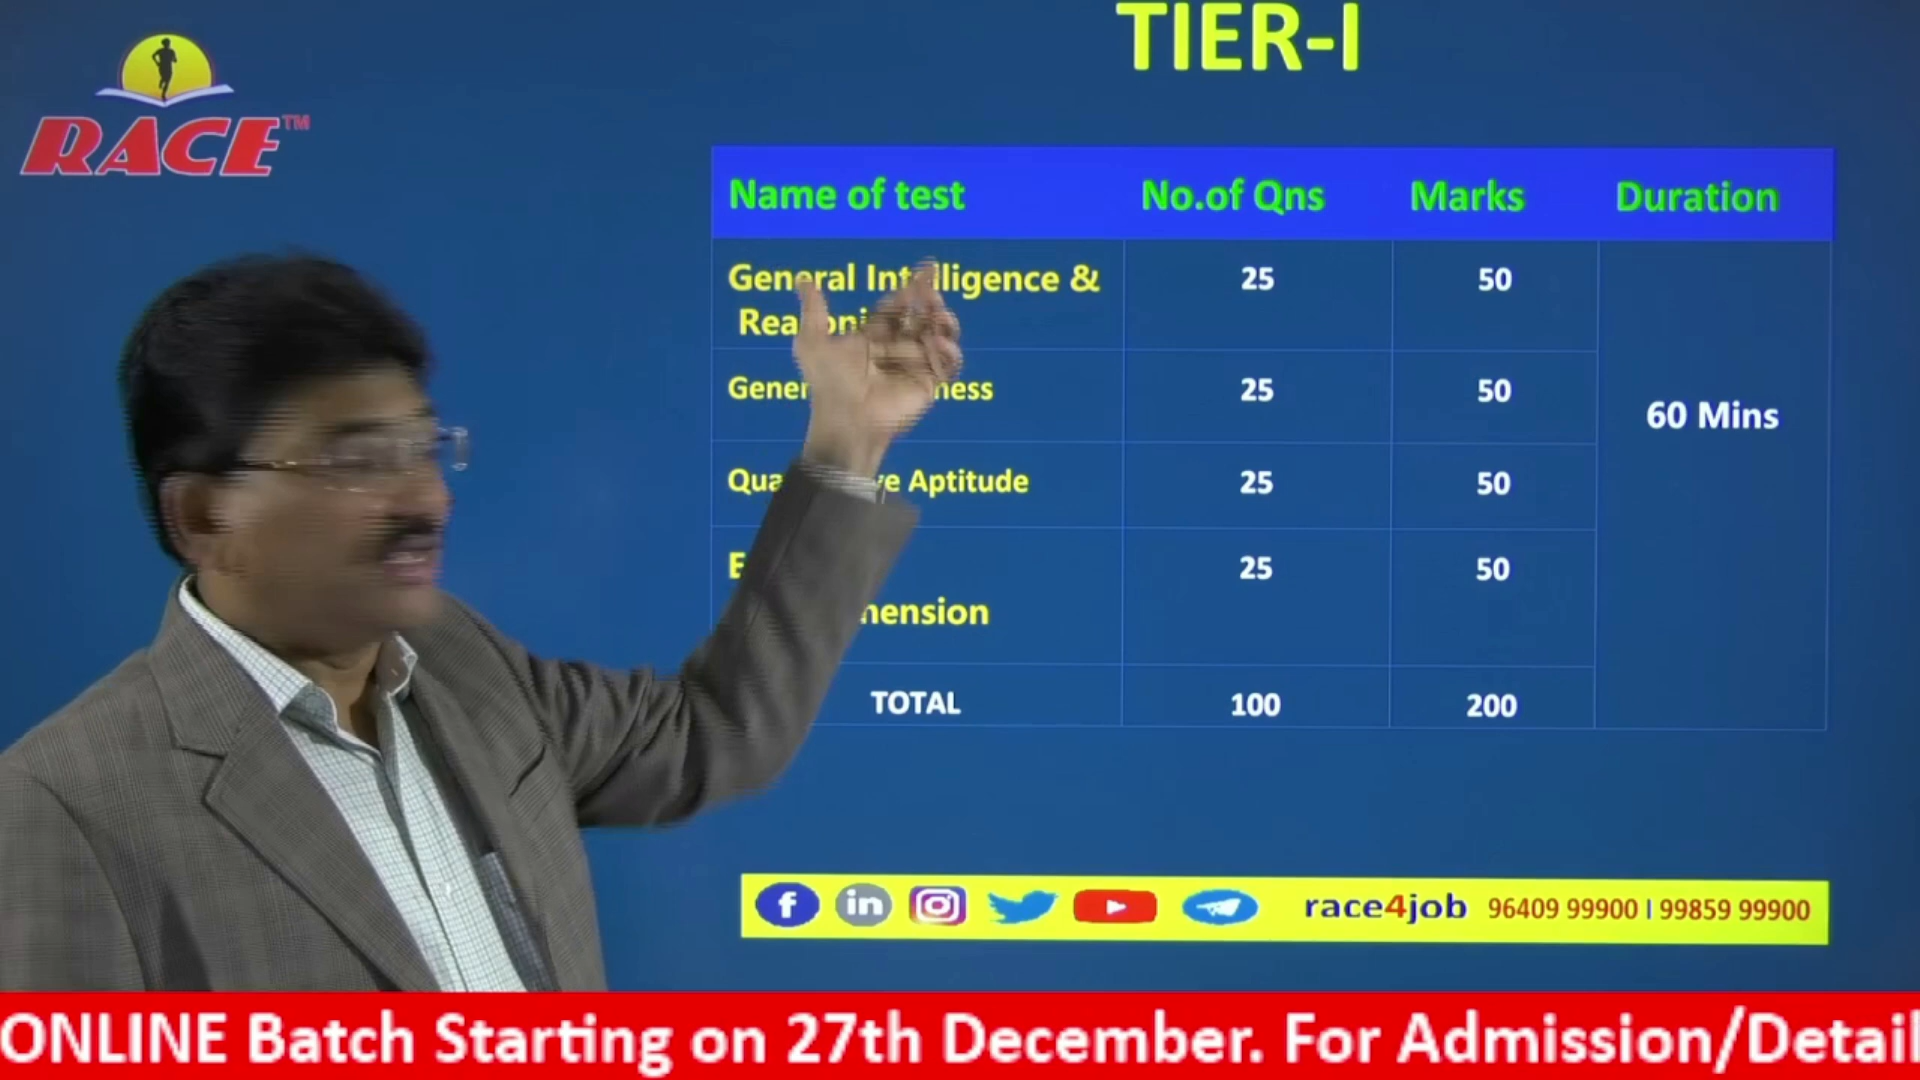 TIER-I
RACE™
Name of test No.of Qns Marks Duration
General Intelligence & 25 50
25 50
60 Mins
Aptitude 25 50
25 50
TOTAL 100 200
race4job 96409 99900 | 99859 99900
ONLINE Batch Starting on 27th December. For Admission/Detail